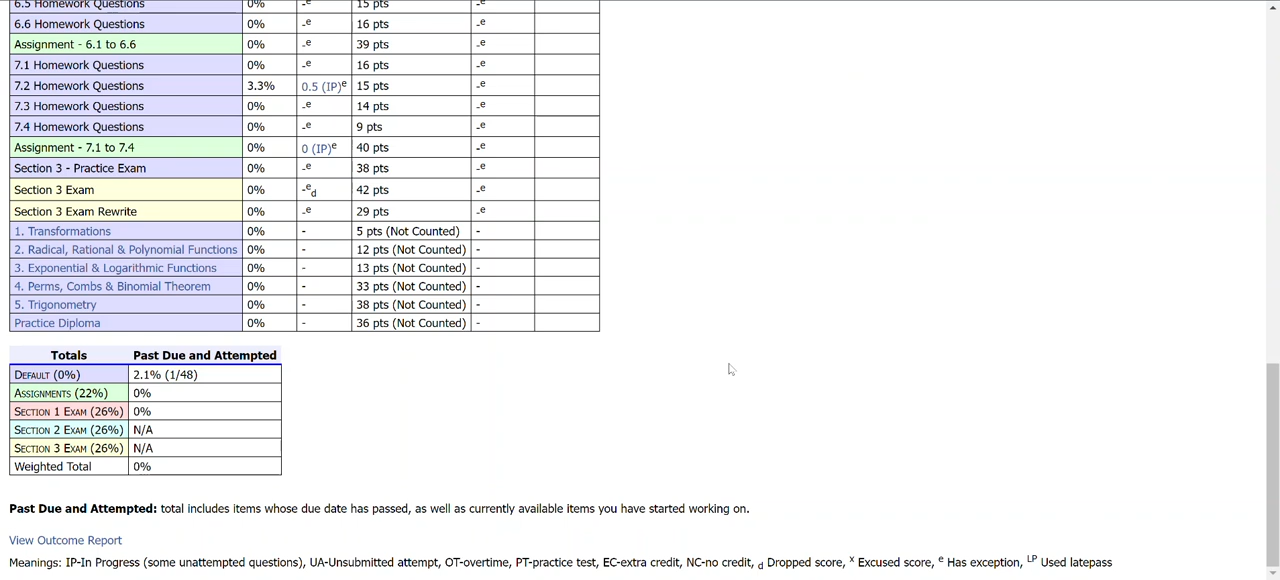 6.5 Homework Questions 0% -e 15 pts -e
6.6 Homework Questions 0% -e 16 pts -e
Assignment - 6.1 to 6.6 0% -e 39 pts -e
7.1 Homework Questions 0% -e 16 pts -e
7.2 Homework Questions 3.3% 0.5 (IP)e 15 pts -e
7.3 Homework Questions 0% -e 14 pts -e
7.4 Homework Questions 0% -e 9 pts -e
Assignment - 7.1 to 7.4 0% 0 (IP)e 40 pts -e
Section 3 - Practice Exam 0% -e 38 pts -e
Section 3 Exam 0% -e d 42 pts -e
Section 3 Exam Rewrite 0% -e 29 pts -e
1. Transformations 0% - 5 pts (Not Counted) -
2. Radical, Rational & Polynomial Functions 0% - 12 pts (Not Counted) -
3. Exponential & Logarithmic Functions 0% - 13 pts (Not Counted) -
4. Perms, Combs & Binomial Theorem 0% - 33 pts (Not Counted) -
5. Trigonometry 0% - 38 pts (Not Counted) -
Practice Diploma 0% - 36 pts (Not Counted) -
Totals Past Due and Attempted
DEFAULT (0%) 2.1% (1/48)
ASSIGNMENTS (22%) 0%
SECTION 1 EXAM (26%) 0%
SECTION 2 EXAM (26%) N/A
SECTION 3 EXAM (26%) N/A
Weighted Total 0%
Past Due and Attempted: total includes items whose due date has passed, as well as currently available items you have started working on.
View Outcome Report
Meanings: IP-In Progress (some unattempted questions), UA-Unsubmitted attempt, OT-overtime, PT-practice test, EC-extra credit, NC-no credit, d Dropped score, x Excused score, e Has exception, LP Used latepass